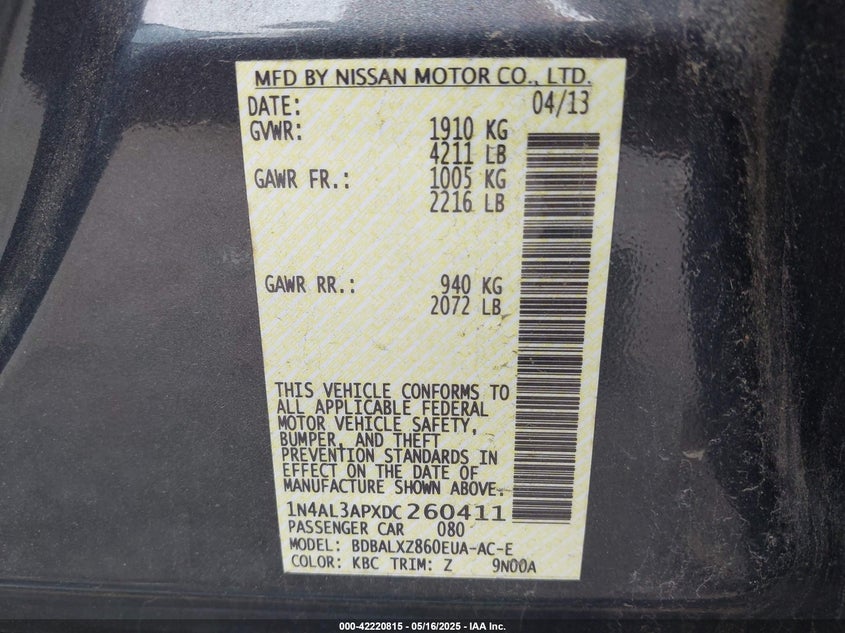 MFD BY NISSAN MOTOR CO., LTD.
DATE: 04/13
GVWR: 1910 KG
4211 LB
GAWR FR.: 1005 KG
2216 LB
GAWR RR.: 940 KG
2072 LB
THIS VEHICLE CONFORMS TO
ALL APPLICABLE FEDERAL
MOTOR VEHICLE SAFETY,
BUMPER, AND THEFT
PREVENTION STANDARDS IN
EFFECT ON THE DATE OF
MANUFACTURE SHOWN ABOVE.
1N4AL3APXDC260411
PASSENGER CAR 080
MODEL: BDBALXZ860EUA-AC-E
COLOR: KBC TRIM: Z 9N00A
000-42220815 - 05/16/2025 - IAA Inc.